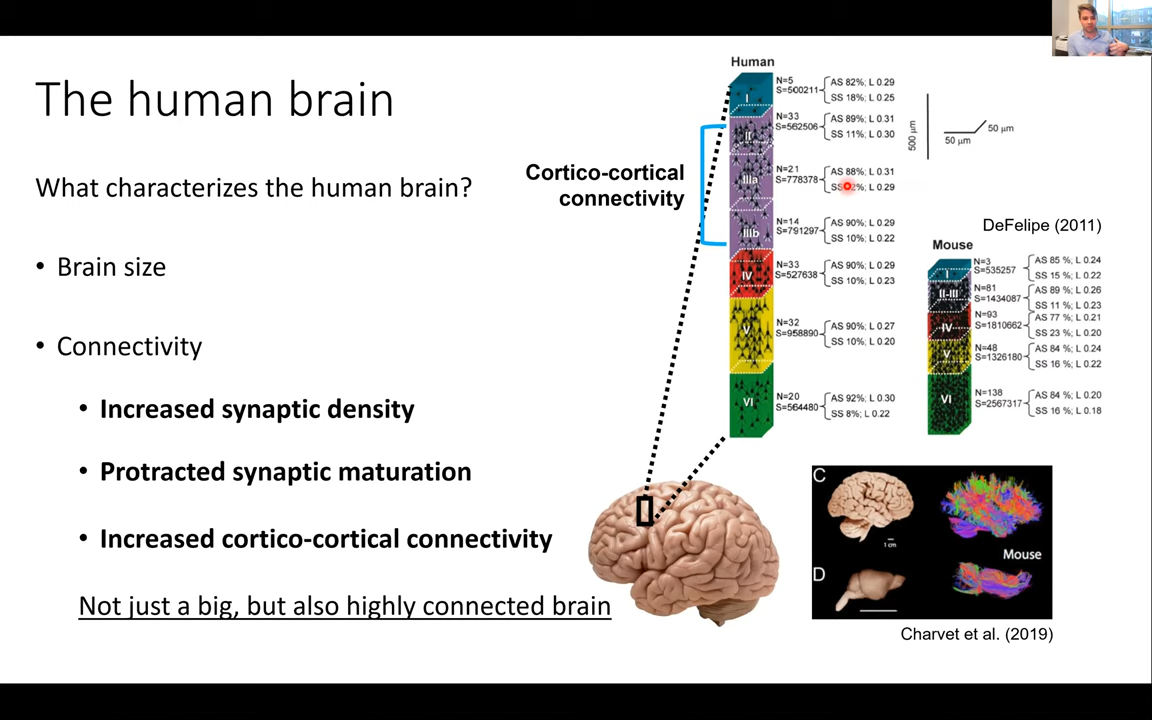 The human brain
What characterizes the human brain?
• Brain size
• Connectivity
• Increased synaptic density
• Protracted synaptic maturation
• Increased cortico-cortical connectivity
Not just a big, but also highly connected brain
Cortico-cortical
connectivity
Human
I
N=5
S=500211
AS 82%; L 0.29
SS 18%; L 0.25
II
N=33
S=562506
AS 89%; L 0.31
SS 11%; L 0.30
IIIa
N=21
S=778378
AS 88%; L 0.31
SS L 0.29
IIIb
N=14
S=791297
AS 90%; L 0.29
SS 10%; L 0.22
IV
N=33
S=527638
AS 90%; L 0.29
SS 10%; L 0.23
V
N=32
S=958890
AS 90%; L 0.27
SS 10%; L 0.20
VI
N=20
S=564480
AS 92%; L 0.30
SS 8%; L 0.22
500 µm
50 µm
50 µm
DeFelipe (2011)
Mouse
I
N=3
S=535257
AS 85 %; L 0.24
SS 15 %; L 0.22
II-III
N=81
S=1434087
AS 89 %; L 0.26
SS 11 %; L 0.23
IV
N=93
S=1810662
AS 77 %; L 0.21
SS 23 %; L 0.20
V
N=48
S=1326180
AS 84 %; L 0.24
SS 16 %; L 0.22
VI
N=138
S=2567317
AS 84 %; L 0.20
SS 16 %; L 0.18
C
1 cm
Mouse
D
Charvet et al. (2019)